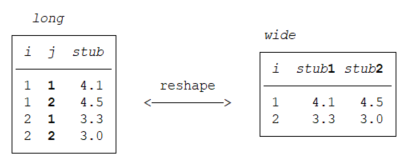 long
i j stub
1 1 4.1
1 2 4.5
2 1 3.3
2 2 3.0
reshape
wide
i stub1 stub2
1 4.1 4.5
2 3.3 3.0